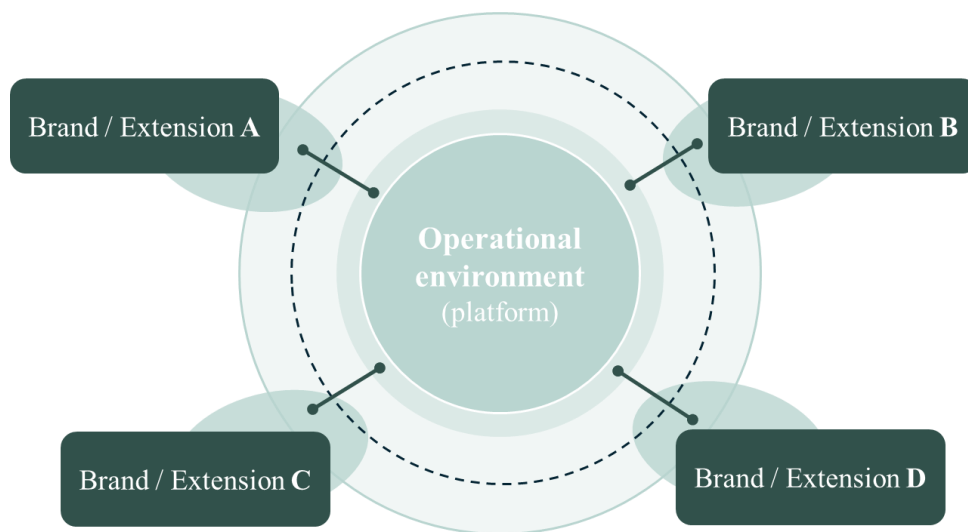 Brand / Extension A
Brand / Extension B
Operational
environment
(platform)
Brand / Extension C
Brand / Extension D